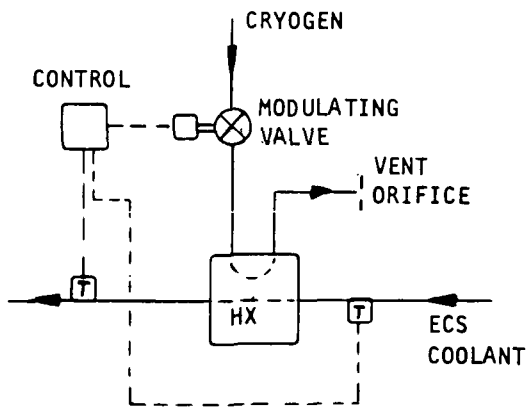 CRYOGEN
CONTROL
MODULATING
VALVE
VENT
ORIFICE
T
HX
T
ECS
COOLANT